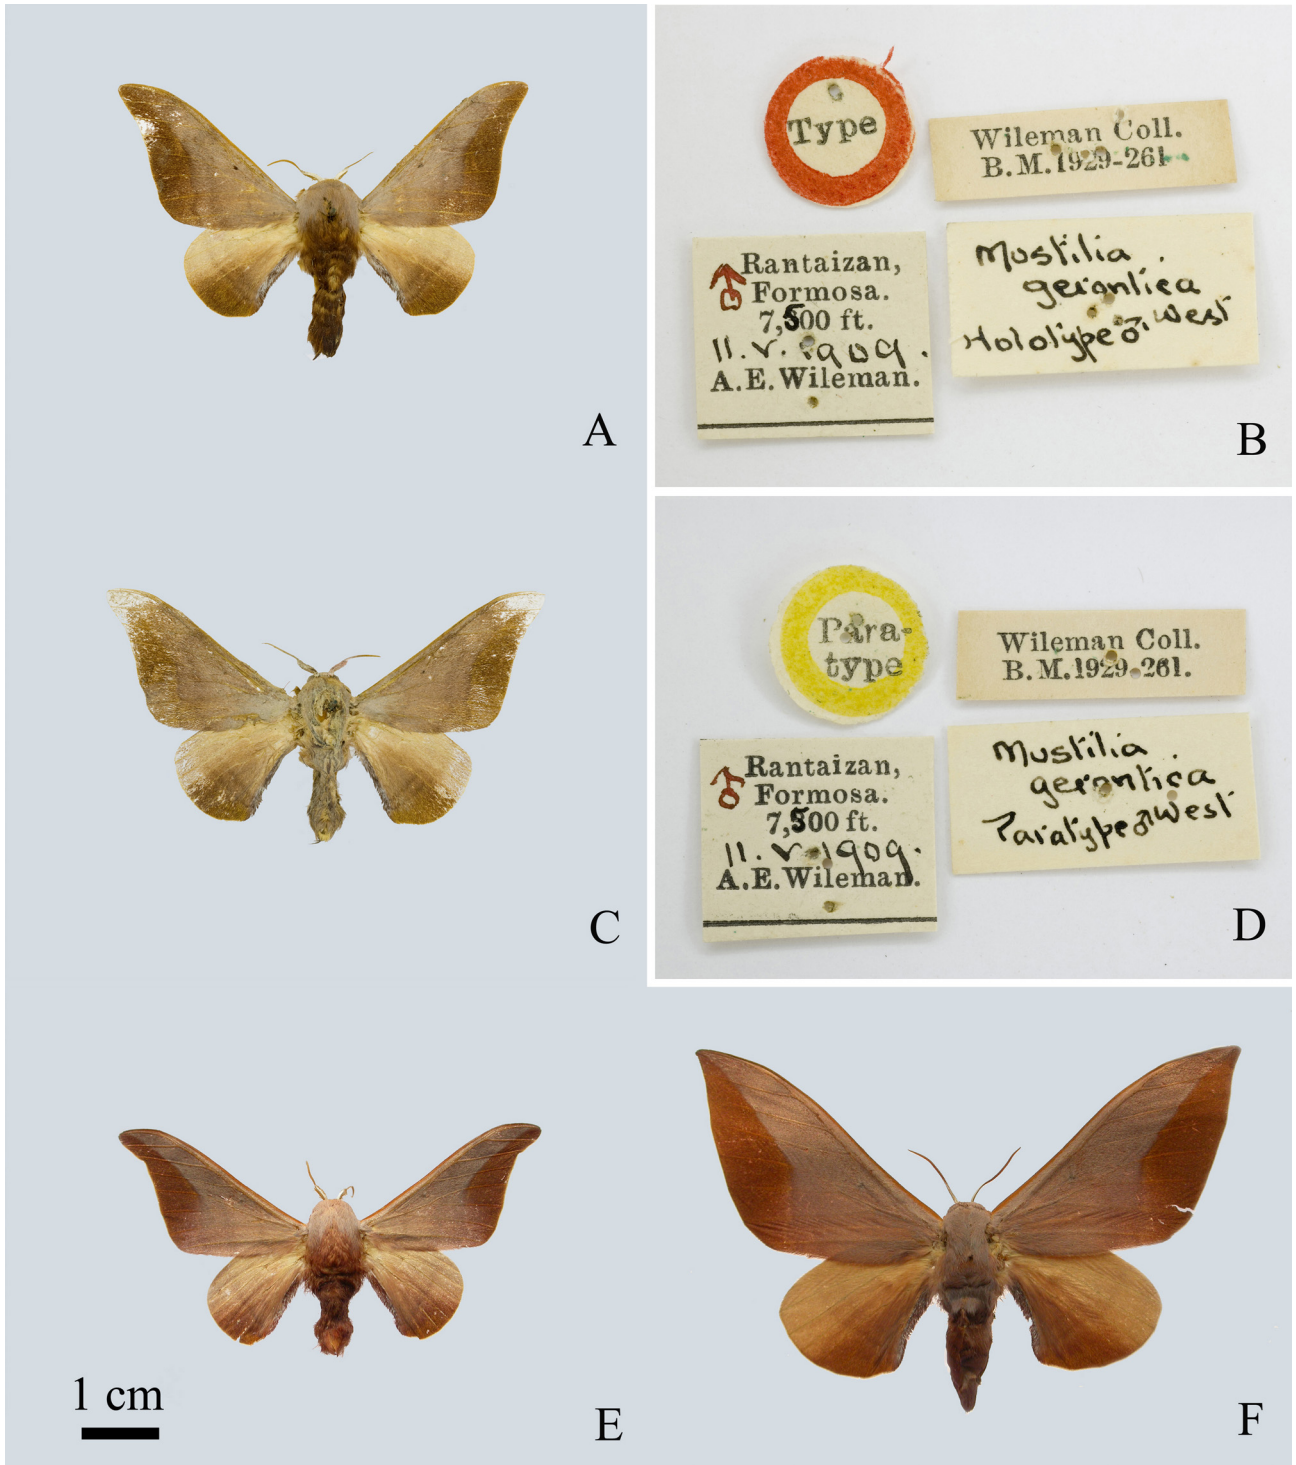 A
Type
Wileman Coll.
B.M.1929-261
Rantaizan,
Formosa.
7,500 ft.
11.V.1909.
A.E.Wileman.
Mustilia
gerontica
Holotype♂ West
B
C
Para-
type
Wileman Coll.
B.M.1929-261.
Rantaizan,
Formosa.
7,500 ft.
11.V.1909.
A.E.Wileman.
Mustilia
gerontica
Paratype♂ West
D
1 cm
E
F